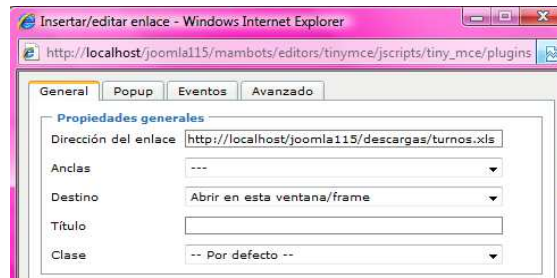 Insertar/editar enlace - Windows Internet Explorer
http://localhost/joomla115/mambots/editors/tinymce/jscripts/tiny_mce/plugins
General Popup Eventos Avanzado
Propiedades generales
Dirección del enlace http://localhost/joomla115/descargas/turnos.xls
Anclas ---
Destino Abrir en esta ventana/frame
Título
Clase -- Por defecto --